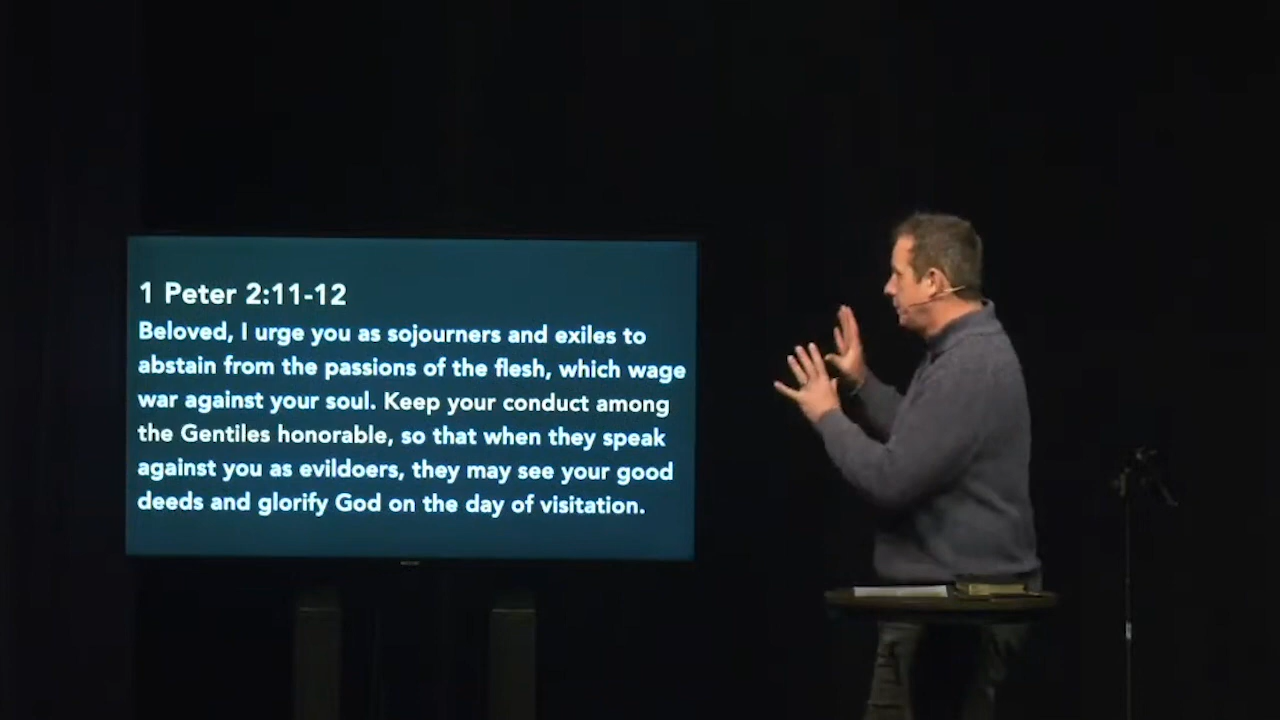 1 Peter 2:11-12
Beloved, I urge you as sojourners and exiles to
abstain from the passions of the flesh, which wage
war against your soul. Keep your conduct among
the Gentiles honorable, so that when they speak
against you as evildoers, they may see your good
deeds and glorify God on the day of visitation.